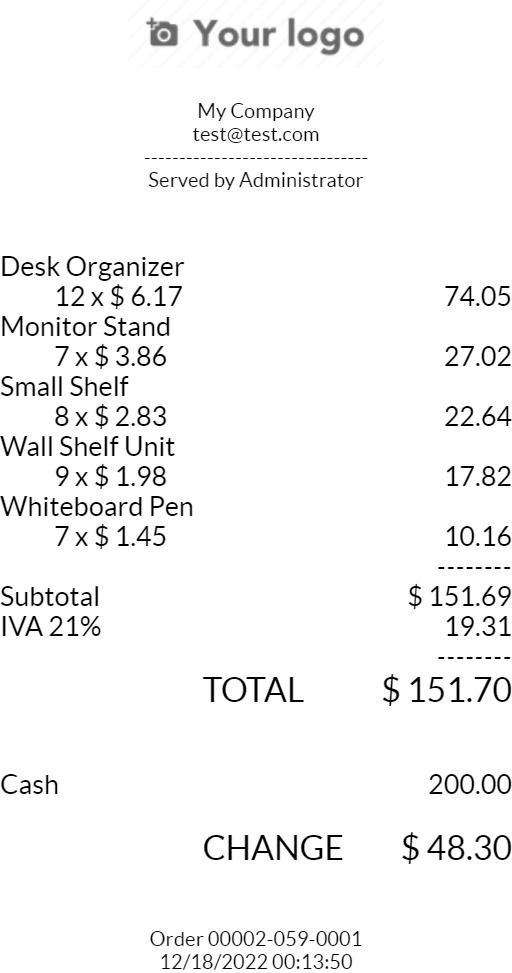 Your logo
My Company
test@test.com
--------------------------------
Served by Administrator
Desk Organizer
12 x $ 6.17 74.05
Monitor Stand
7 x $ 3.86 27.02
Small Shelf
8 x $ 2.83 22.64
Wall Shelf Unit
9 x $ 1.98 17.82
Whiteboard Pen
7 x $ 1.45 10.16
--------
Subtotal $ 151.69
IVA 21% 19.31
--------
TOTAL $ 151.70
Cash 200.00
CHANGE $ 48.30
Order 00002-059-0001
12/18/2022 00:13:50